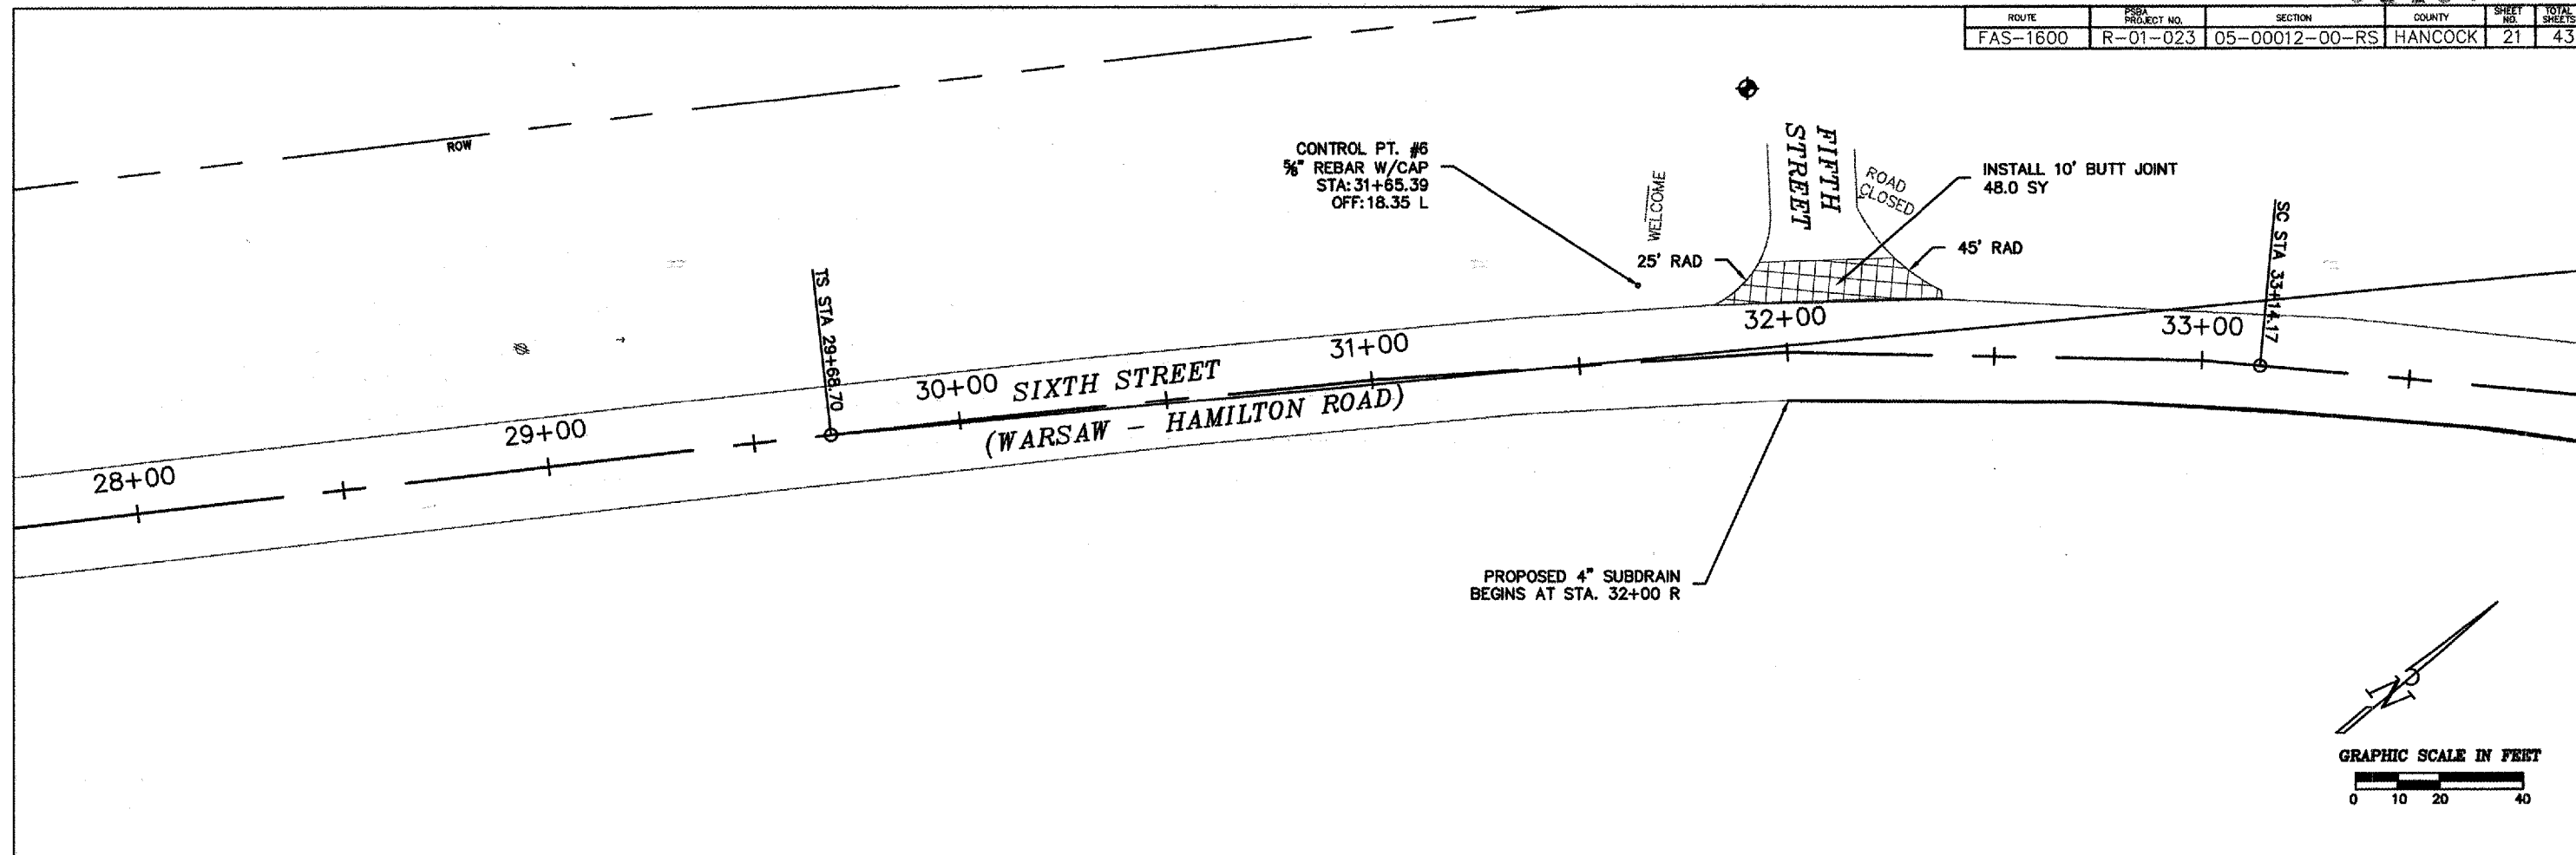 ROUTE
PSBA PROJECT NO.
SECTION
COUNTY
SHEET NO.
TOTAL SHEETS
FAS-1600
R-01-023
05-00012-00-RS
HANCOCK
21
43
ROW
CONTROL PT. #6
5/8" REBAR W/CAP
STA:31+65.39
OFF:18.35 L
WELCOME
FIFTH
STREET
ROAD
CLOSED
INSTALL 10' BUTT JOINT
48.0 SY
25' RAD
45' RAD
TS STA 29+68.70
SC STA 33+14.17
28+00
29+00
30+00
31+00
32+00
33+00
SIXTH STREET
(WARSAW - HAMILTON ROAD)
PROPOSED 4" SUBDRAIN
BEGINS AT STA. 32+00 R
N
GRAPHIC SCALE IN FEET
0 10 20 40